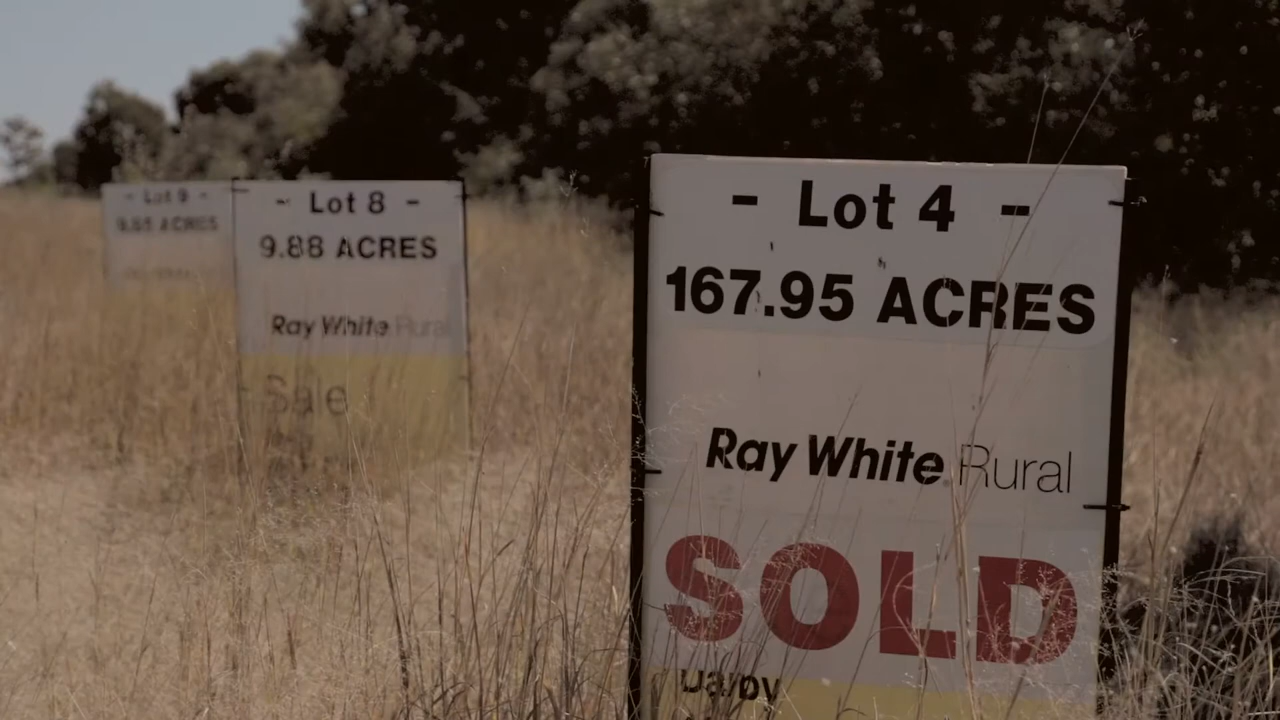 - Lot 9 -
- Lot 8 -
9.88 ACRES
Ray White Rural
Sale
- Lot 4 -
167.95 ACRES
Ray White Rural
SOLD